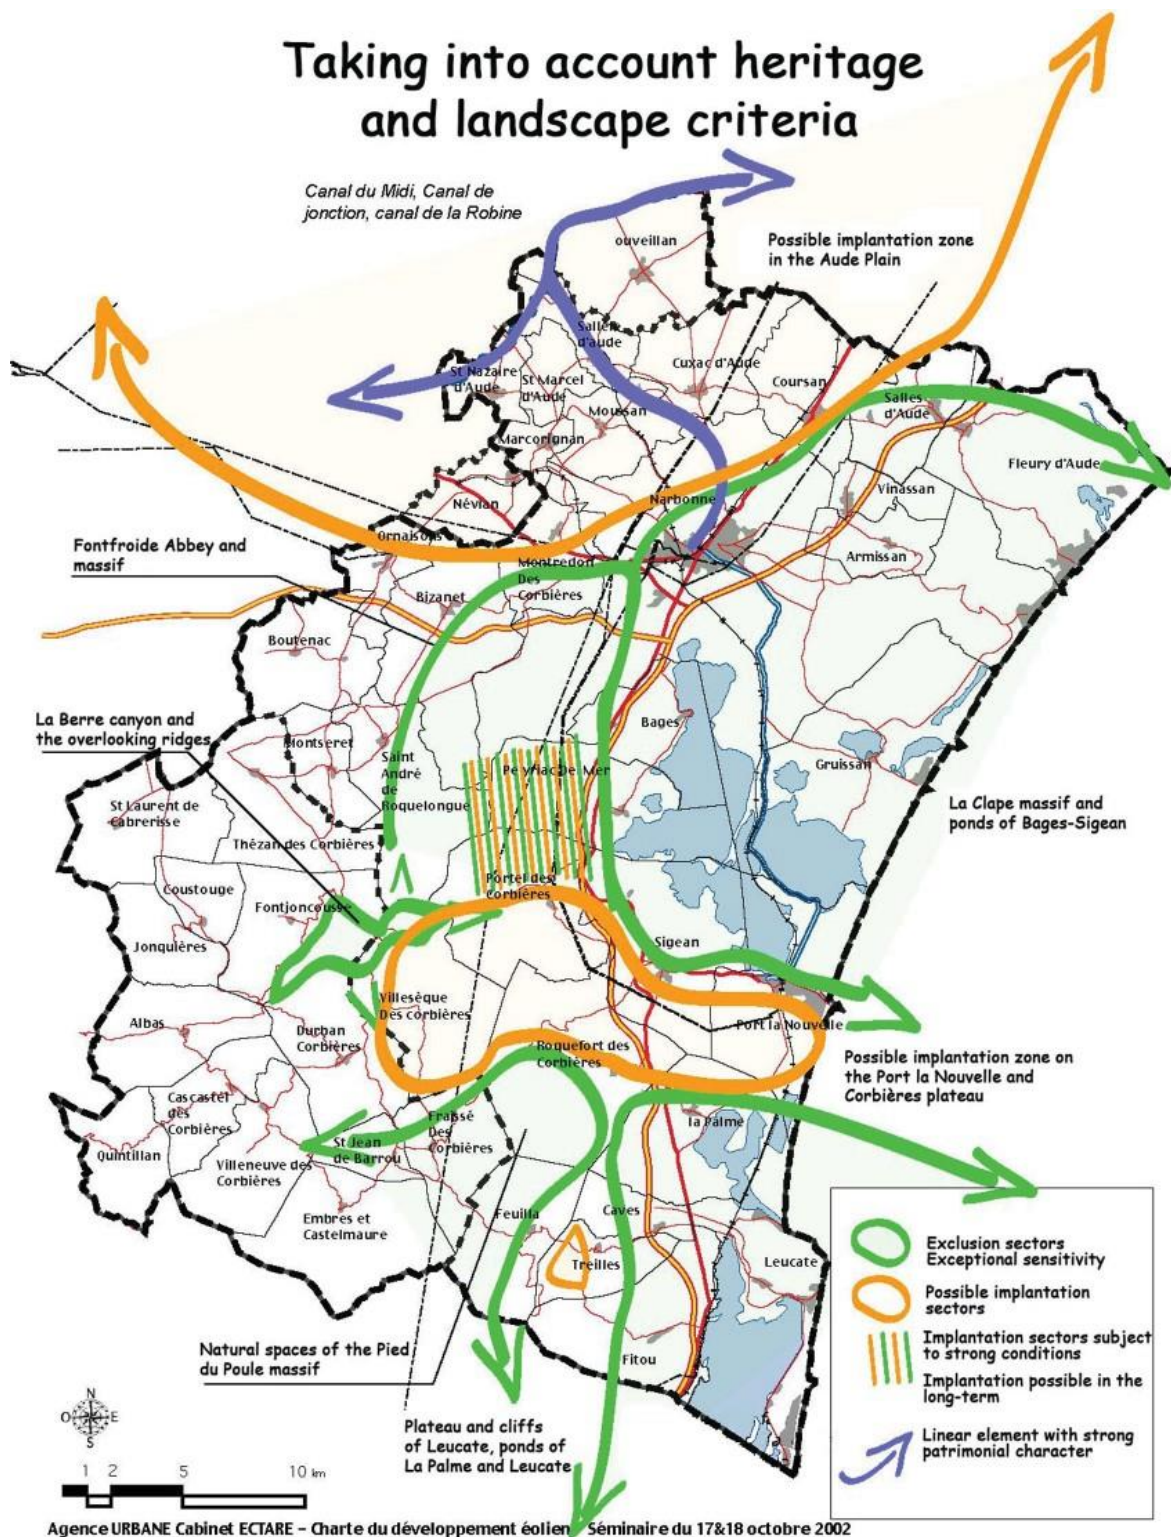 Taking into account heritage
and landscape criteria
Canal du Midi, Canal de
jonction, canal de la Robine
ouveillan
Possible implantation zone
in the Aude Plain
Salles
d'aude
Cuxac d'Aude
Coursan
St Nazaire
d'Aude
St Marcel
d'Aude
Moussan
Salles
d'Aude
Marcorignan
Fleury d'Aude
Névian
Narbonne
Vinassan
Ornaisons
Fontfroide Abbey and
massif
Montredon
Des
Corbières
Armissan
Bizanet
Boutenac
La Berre canyon and
the overlooking ridges
Bages
Montseret
Saint
André
de
Roquelongue
Peyriac De Mer
Gruissan
St Laurent de
Cabrerisse
La Clape massif and
ponds of Bages-Sigean
Thézan des Corbières
Portel des
Corbières
Coustouge
Fontjoncousse
Jonquières
Sigean
Villesèque
Des corbières
Albas
Durban
Corbières
Port la Nouvelle
Roquefort des
Corbières
Possible implantation zone on
the Port la Nouvelle and
Corbières plateau
Cascastel
des
Corbières
Fraissé
Des
Corbières
la Palme
Quintillan
Villeneuve des
Corbières
St Jean
de Barrou
Embres et
Castelmaure
Feuilla
Caves
Treilles
Leucate
Exclusion sectors
Exceptional sensitivity
Possible implantation
sectors
Implantation sectors subject
to strong conditions
Implantation possible in the
long-term
Linear element with strong
patrimonial character
Natural spaces of the Pied
du Poule massif
Fitou
Plateau and cliffs
of Leucate, ponds of
La Palme and Leucate
N
O E
S
1 2 5 10 km
Agence URBANE Cabinet ECTARE – Charte du développement éolien Séminaire du 17&18 octobre 2002